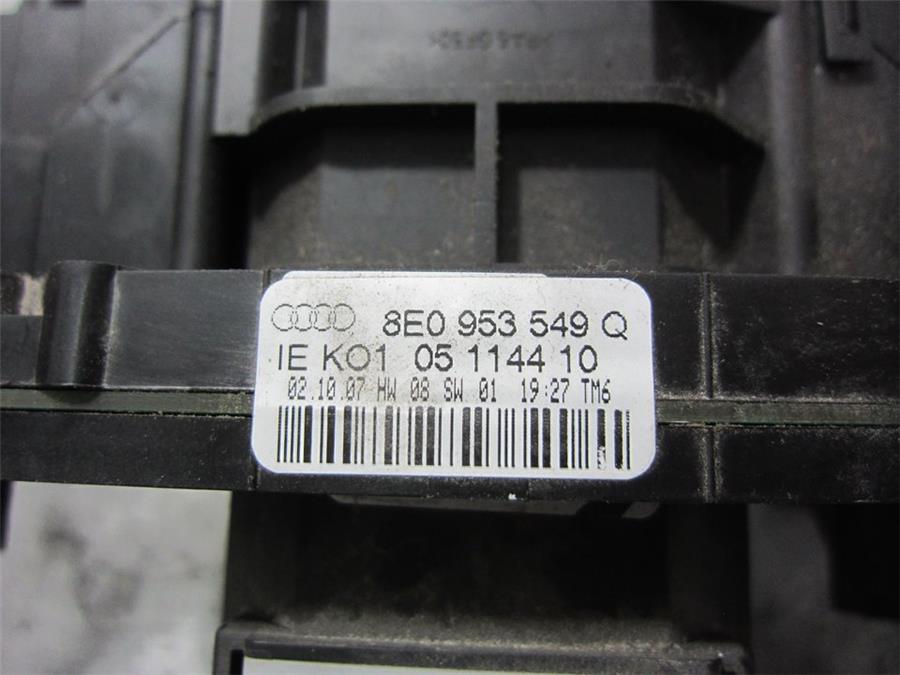 8E0 953 549 Q
IE KO1 05 1144 10
02.10.07 HW 08 SW 01 19:27 TM6